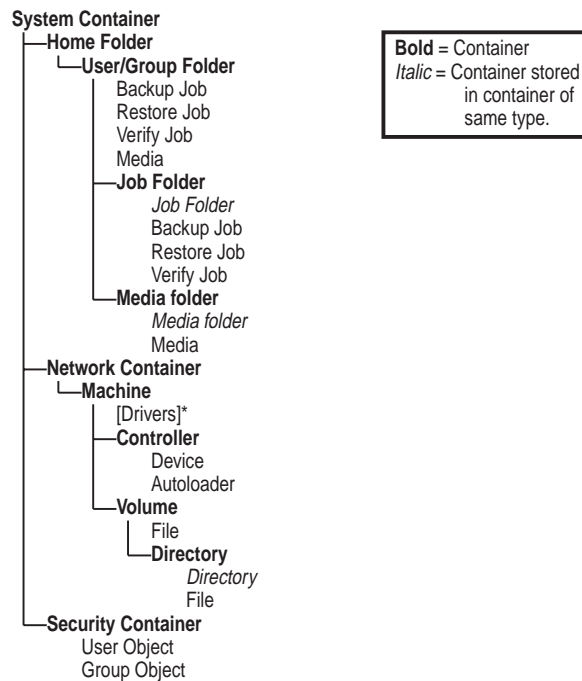 System Container
Home Folder
User/Group Folder
Backup Job
Restore Job
Verify Job
Media
Job Folder
Job Folder
Backup Job
Restore Job
Verify Job
Media folder
Media folder
Media
Network Container
Machine
[Drivers]*
Controller
Device
Autoloader
Volume
File
Directory
Directory
File
Security Container
User Object
Group Object
Bold = Container
Italic = Container stored
in container of
same type.